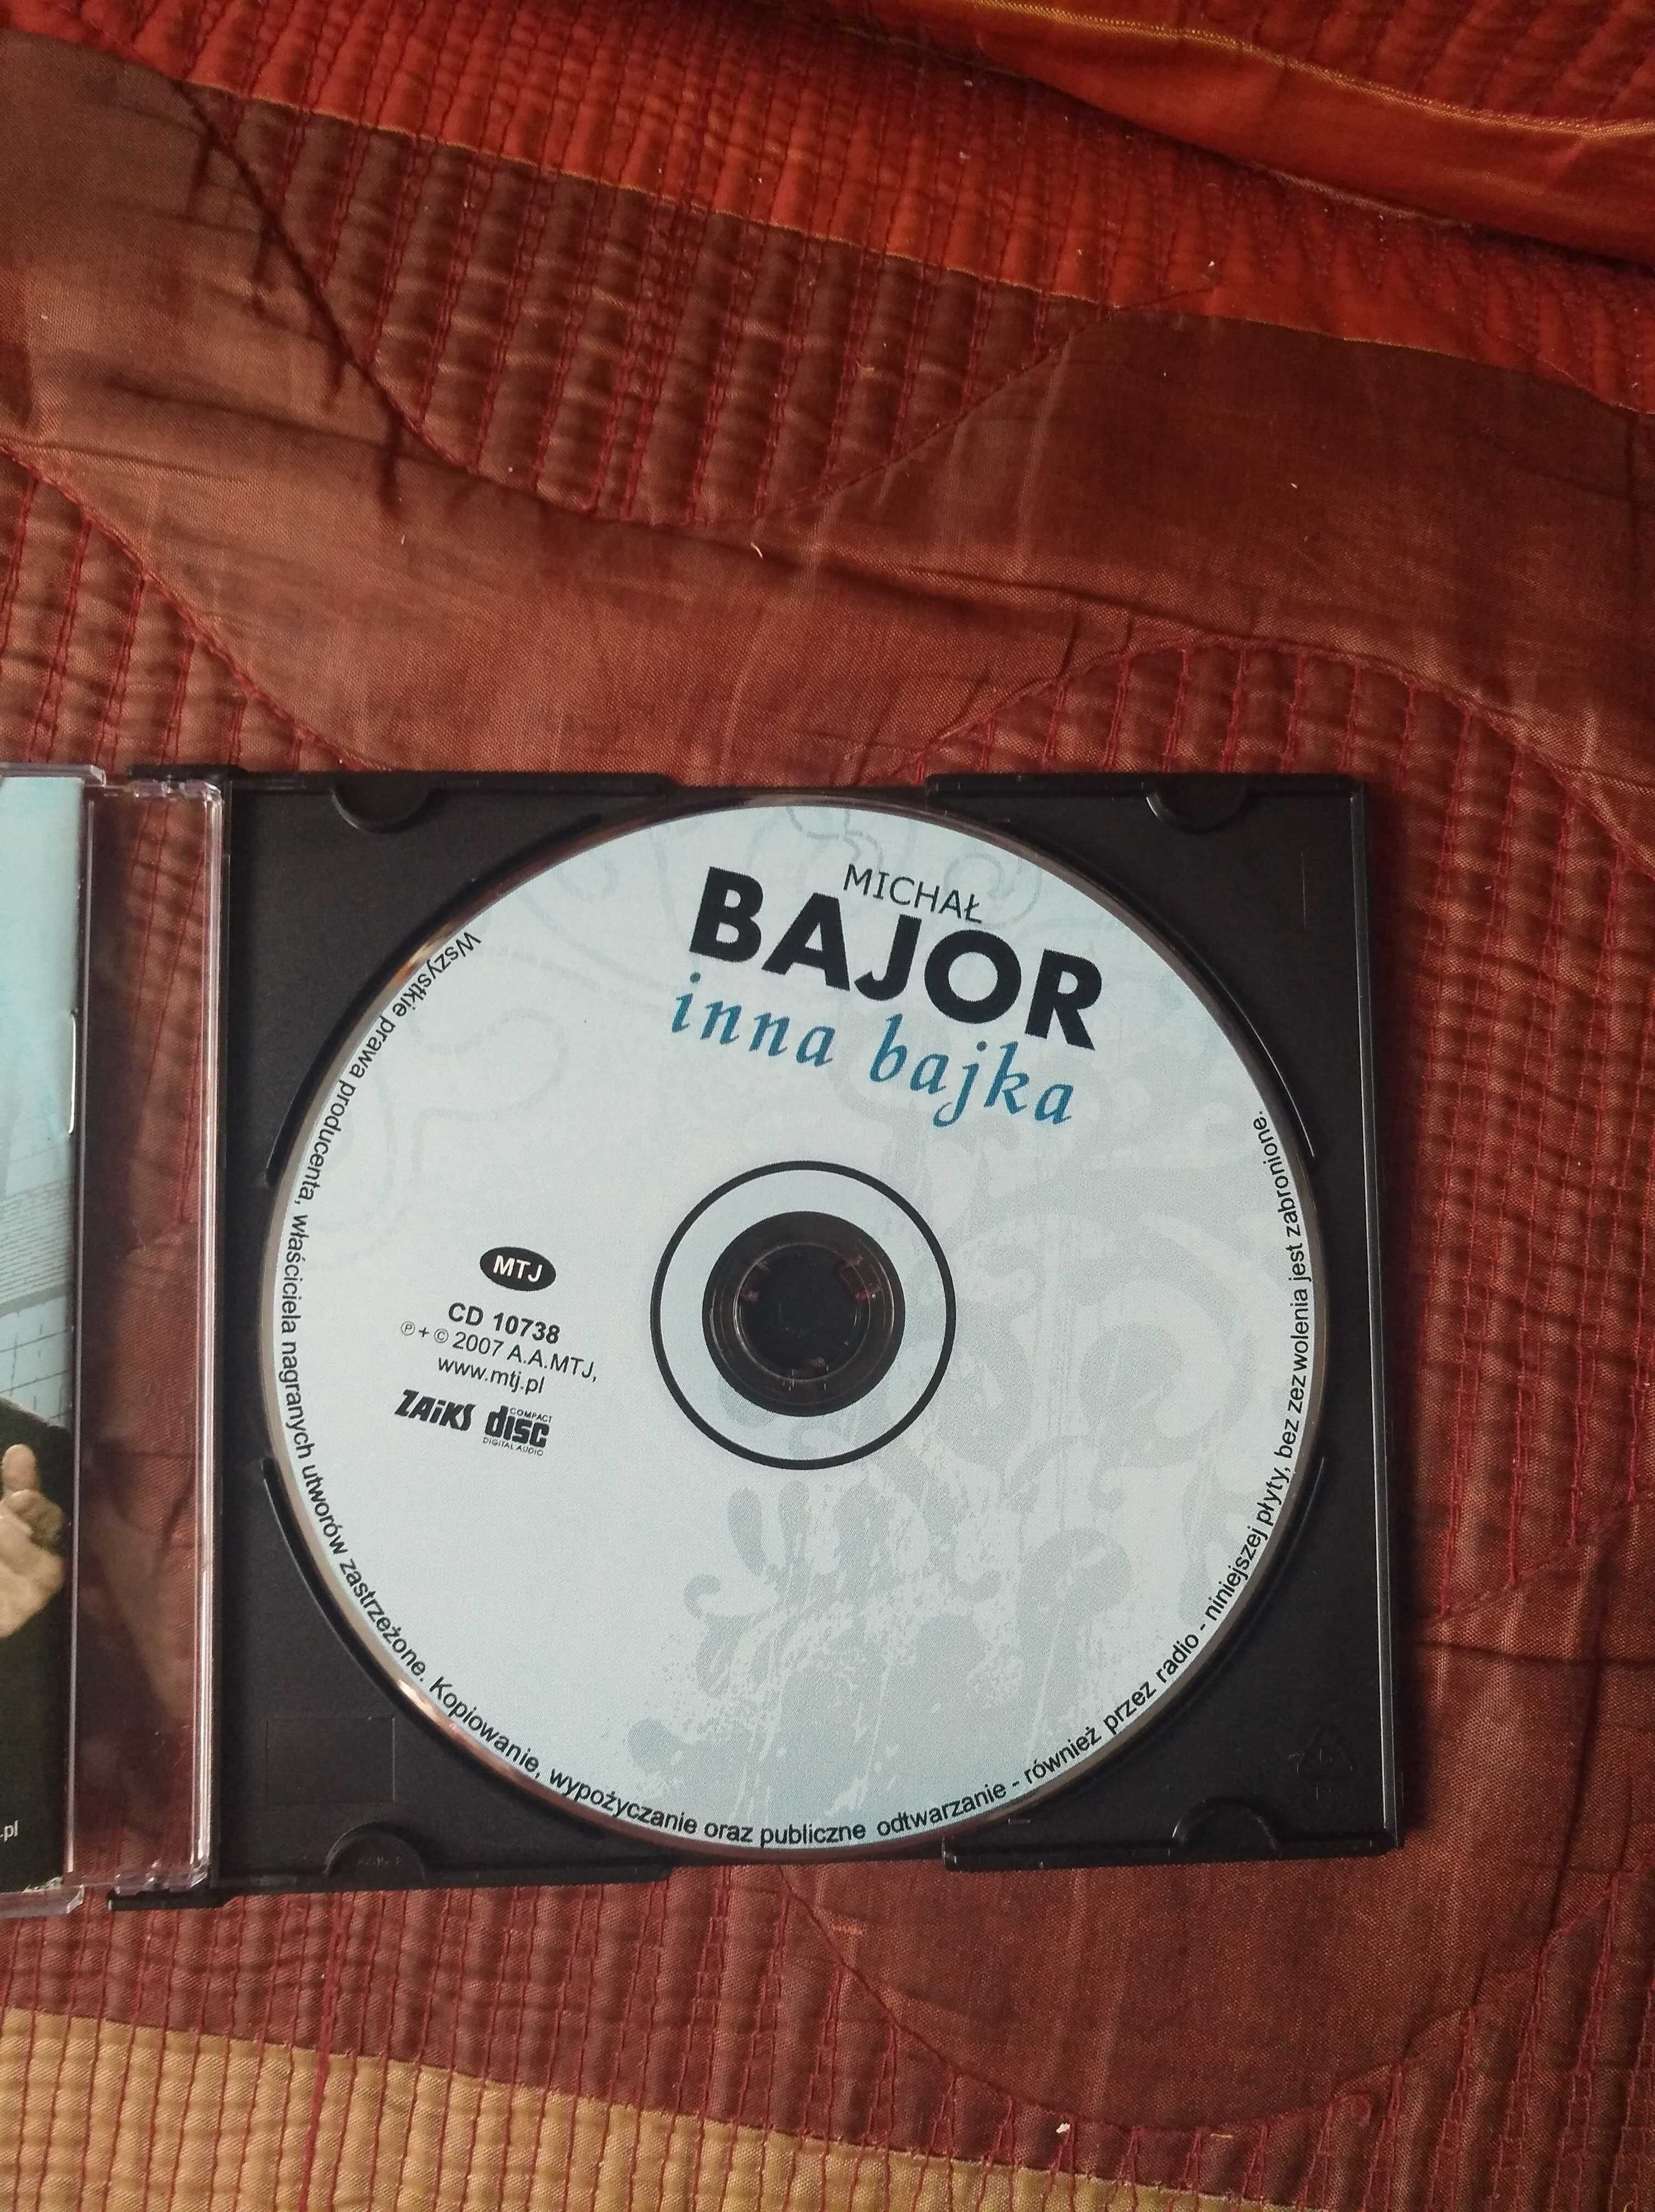 MICHAŁ
BAJOR
inna bajka
MTJ
CD 10738
℗ + © 2007 A.A.MTJ,
www.mtj.pl
ZAiKS
COMPACT
disc
DIGITAL AUDIO
Wszystkie prawa producenta, właściciela nagranych utworów zastrzeżone. Kopiowanie, wypożyczanie oraz publiczne odtwarzanie - również przez radio - niniejszej płyty, bez zezwolenia jest zabronione.
.pl